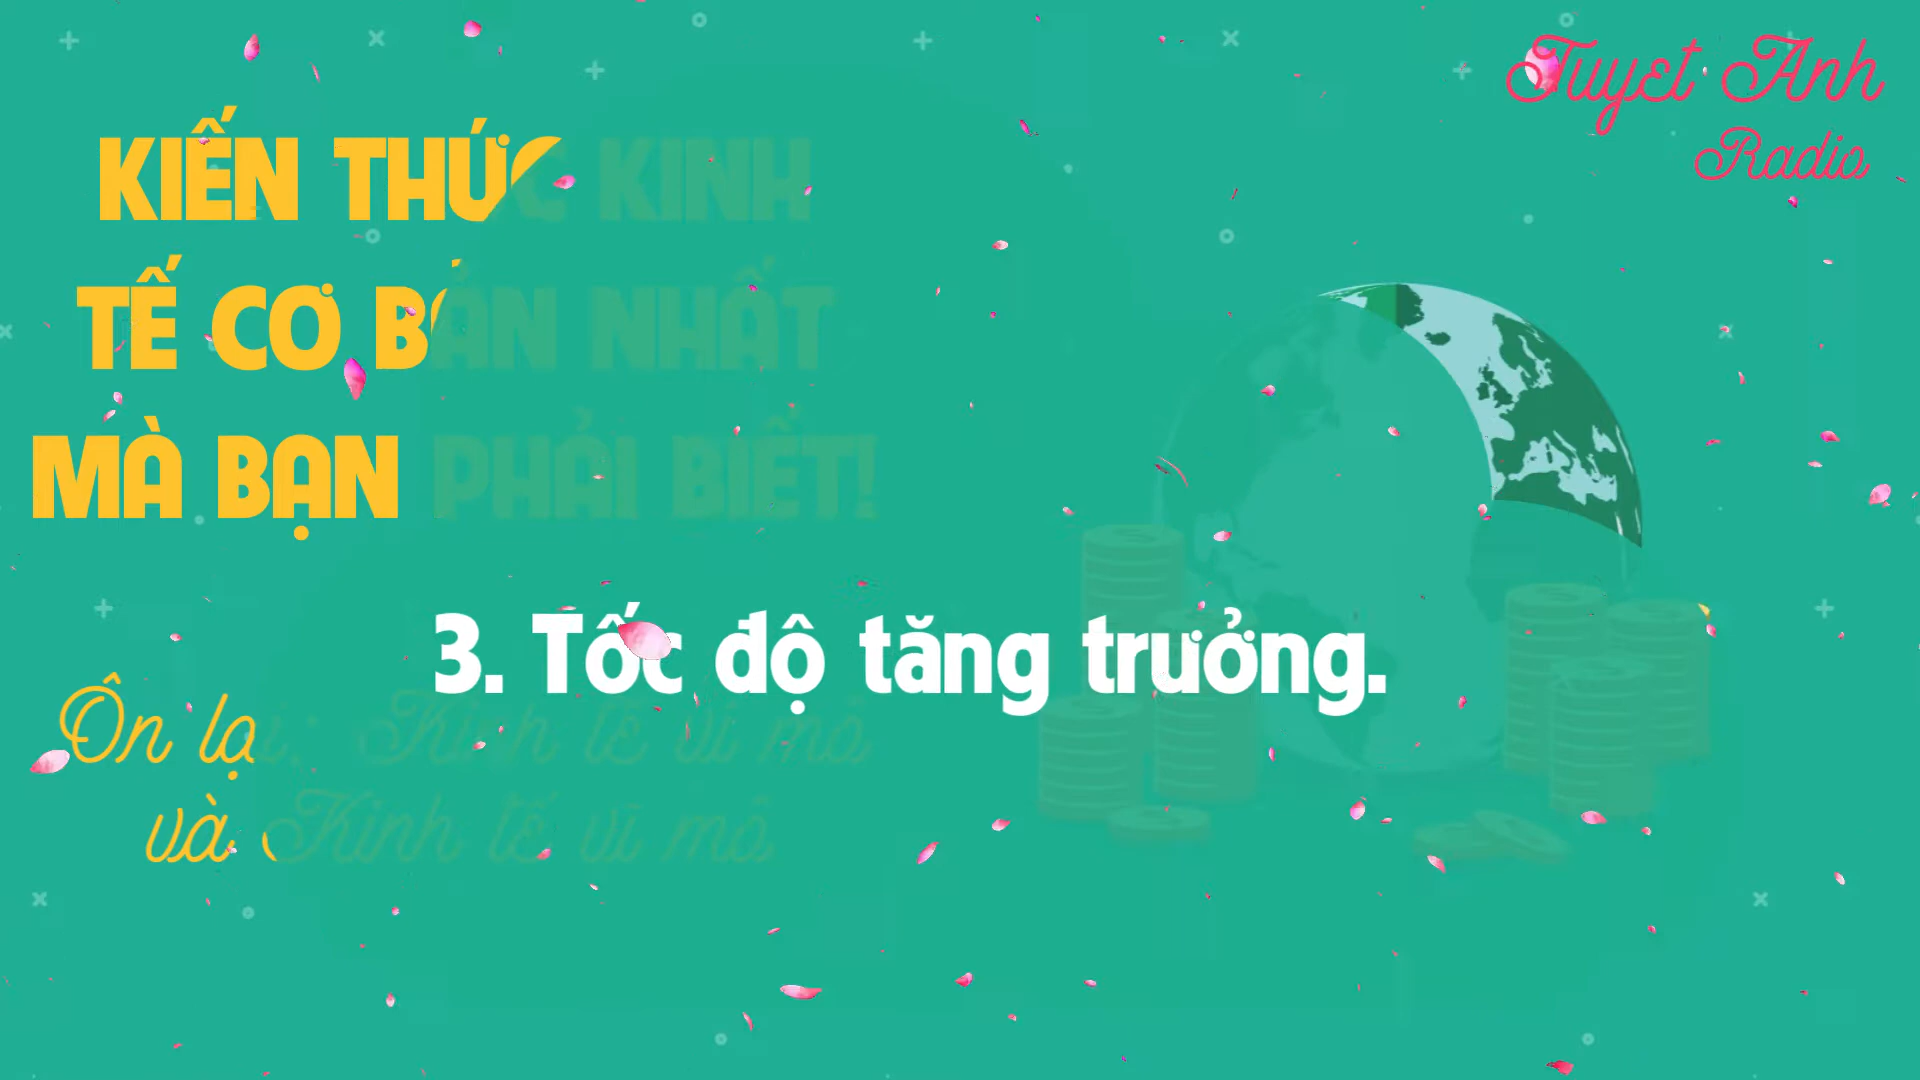 Tuyet Anh
Radio
KIẾN THỨC KINH
TẾ CƠ BẢN NHẤT
MÀ BẠN PHẢI BIẾT!
3. Tốc độ tăng trưởng.
Ôn lại: Kinh tế vi mô
và Kinh tế vĩ mô